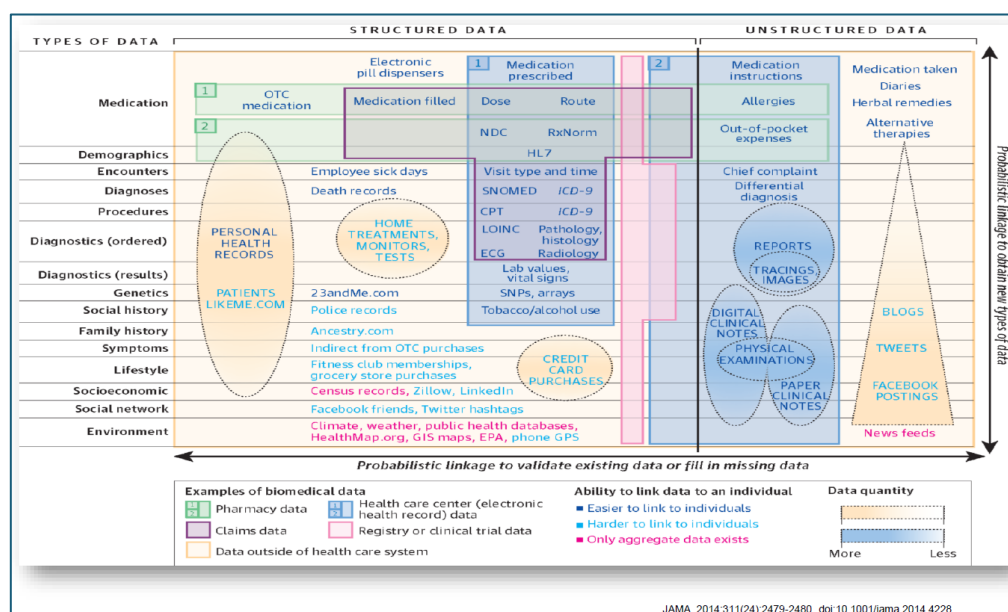 STRUCTURED DATA
UNSTRUCTURED DATA
TYPES OF DATA
Medication
Demographics
Encounters
Diagnoses
Procedures
Diagnostics (ordered)
Diagnostics (results)
Genetics
Social history
Family history
Symptoms
Lifestyle
Socioeconomic
Social network
Environment
1
OTC
medication
2
Electronic
pill dispensers
Medication filled
1
Medication
prescribed
Dose Route
NDC RxNorm
HL7
2
Medication
instructions
Allergies
Out-of-pocket
expenses
Medication taken
Diaries
Herbal remedies
Alternative
therapies
Employee sick days
Death records
Visit type and time
SNOMED ICD-9
CPT ICD-9
LOINC Pathology,
histology
ECG Radiology
Lab values,
vital signs
SNPs, arrays
Tobacco/alcohol use
Chief complaint
Differential
diagnosis
PERSONAL
HEALTH
RECORDS
PATIENTS
LIKEME.COM
HOME
TREATMENTS,
MONITORS,
TESTS
23andMe.com
Police records
Ancestry.com
Indirect from OTC purchases
Fitness club memberships,
grocery store purchases
Census records, Zillow, LinkedIn
Facebook friends, Twitter hashtags
Climate, weather, public health databases,
HealthMap.org, GIS maps, EPA, phone GPS
CREDIT
CARD
PURCHASES
REPORTS
TRACINGS,
IMAGES
DIGITAL
CLINICAL
NOTES
PHYSICAL
EXAMINATIONS
PAPER
CLINICAL
NOTES
BLOGS
TWEETS
FACEBOOK
POSTINGS
News feeds
Probabilistic linkage to obtain new types of data
Probabilistic linkage to validate existing data or fill in missing data
Examples of biomedical data
1
2
Pharmacy data
1
2
Health care center (electronic
health record) data
Claims data
Registry or clinical trial data
Data outside of health care system
Ability to link data to an individual
Easier to link to individuals
Harder to link to individuals
Only aggregate data exists
Data quantity
More Less
JAMA. 2014;311(24):2479-2480. doi:10.1001/jama.2014.4228